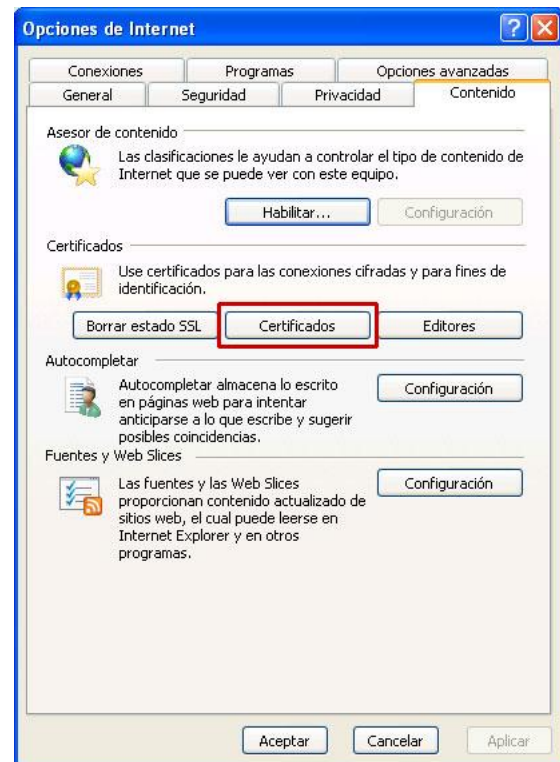 Opciones de Internet
Conexiones Programas Opciones avanzadas
General Seguridad Privacidad Contenido
Asesor de contenido
Las clasificaciones le ayudan a controlar el tipo de contenido de
Internet que se puede ver con este equipo.
Habilitar... Configuración
Certificados
Use certificados para las conexiones cifradas y para fines de
identificación.
Borrar estado SSL Certificados Editores
Autocompletar
Autocompletar almacena lo escrito
en páginas web para intentar
anticiparse a lo que escribe y sugerir
posibles coincidencias.
Configuración
Fuentes y Web Slices
Las fuentes y las Web Slices
proporcionan contenido actualizado de
sitios web, el cual puede leerse en
Internet Explorer y en otros
programas.
Configuración
Aceptar Cancelar Aplicar